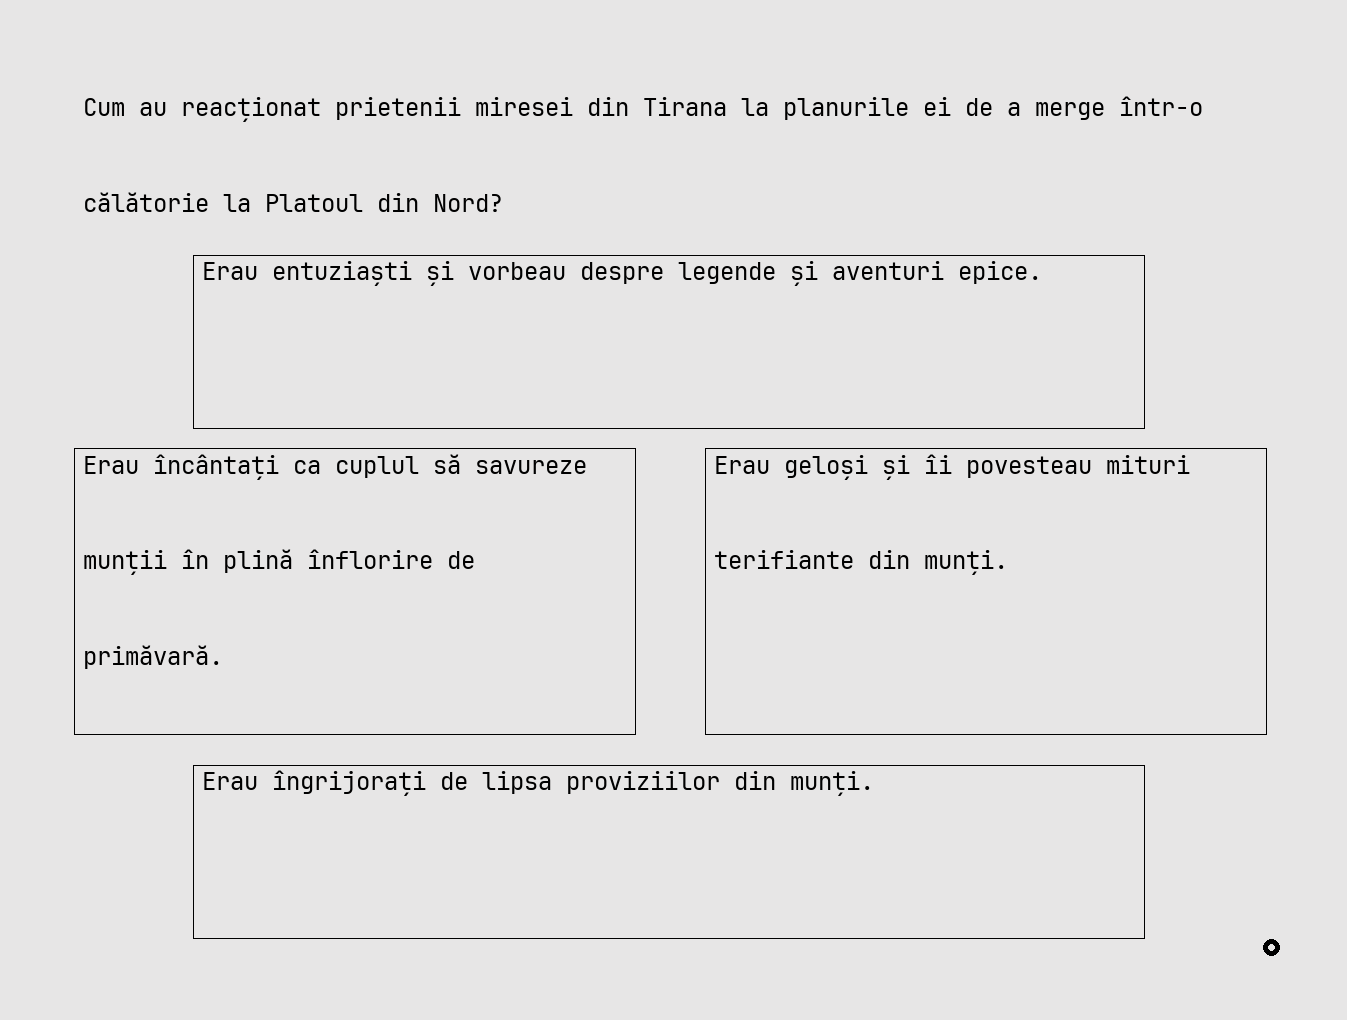 Cum au reacționat prietenii miresei din Tirana la planurile ei de a merge într-o
călătorie la Platoul din Nord?
Erau entuziaști și vorbeau despre legende și aventuri epice.
Erau încântați ca cuplul să savureze
munții în plină înflorire de
primăvară.
Erau geloși și îi povesteau mituri
terifiante din munți.
Erau îngrijorați de lipsa proviziilor din munți.